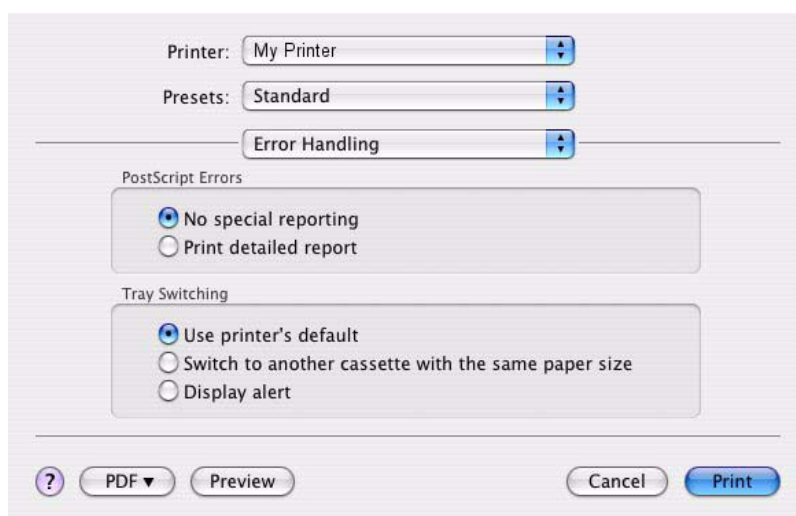 Printer: My Printer
Presets: Standard
Error Handling
PostScript Errors
No special reporting
Print detailed report
Tray Switching
Use printer's default
Switch to another cassette with the same paper size
Display alert
? PDF ▼ Preview Cancel Print